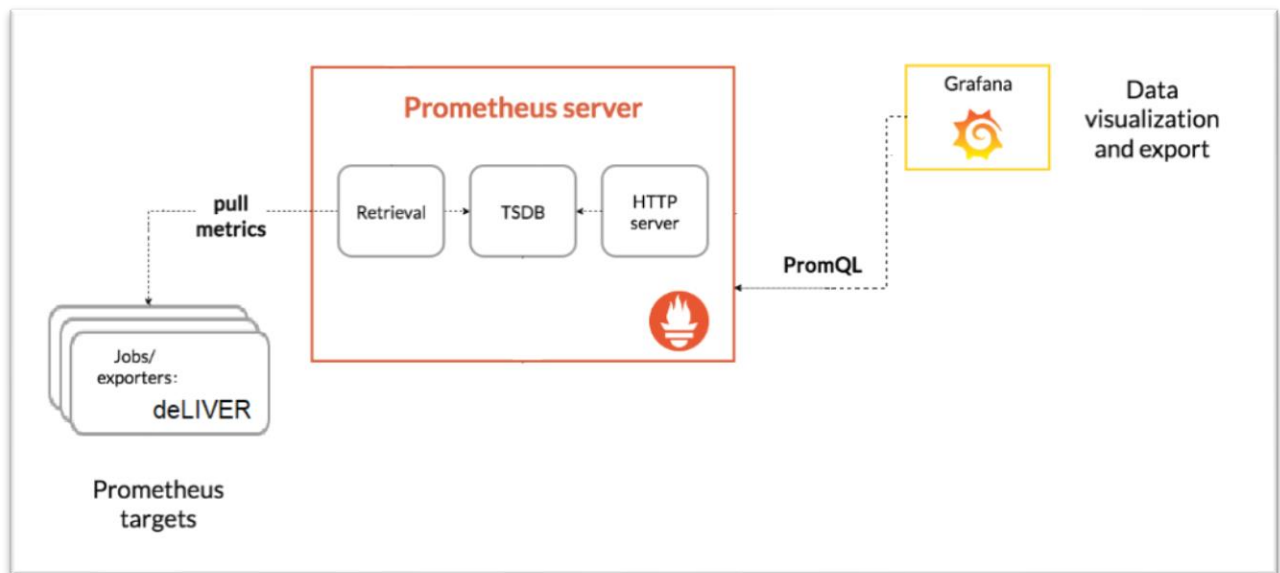 Prometheus server
Grafana
Data
visualization
and export
Retrieval
TSDB
HTTP
server
pull
metrics
PromQL
Jobs/
exporters:
deLIVER
Prometheus
targets